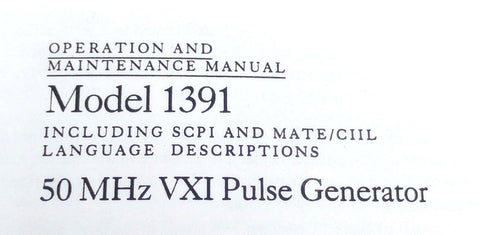 OPERATION AND
MAINTENANCE MANUAL
Model 1391
INCLUDING SCPI AND MATE/CIIL
LANGUAGE DESCRIPTIONS
50 MHz VXI Pulse Generator